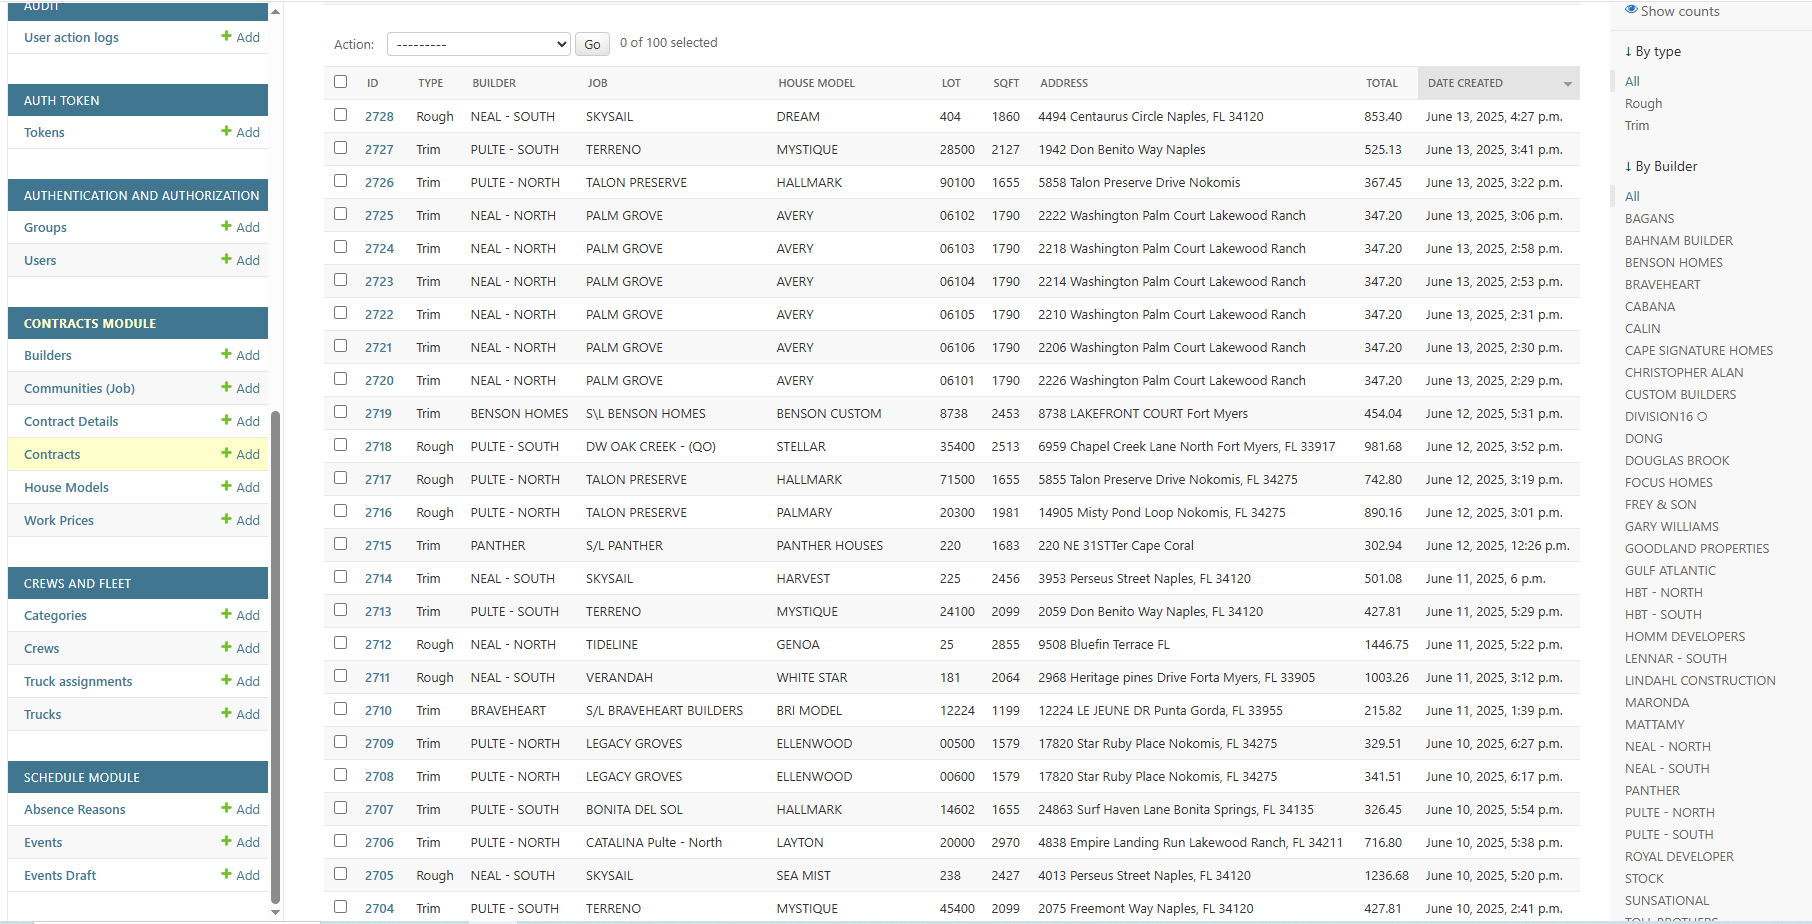 AUDIT
User action logs Add
AUTH TOKEN
Tokens Add
AUTHENTICATION AND AUTHORIZATION
Groups Add
Users Add
CONTRACTS MODULE
Builders Add
Communities (Job) Add
Contract Details Add
Contracts Add
House Models Add
Work Prices Add
CREWS AND FLEET
Categories Add
Crews Add
Truck assignments Add
Trucks Add
SCHEDULE MODULE
Absence Reasons Add
Events Add
Events Draft Add
Action: --------- Go 0 of 100 selected
ID TYPE BUILDER JOB HOUSE MODEL LOT SQFT ADDRESS TOTAL DATE CREATED
2728 Rough NEAL - SOUTH SKYSAIL DREAM 404 1860 4494 Centaurus Circle Naples, FL 34120 853.40 June 13, 2025, 4:27 p.m.
2727 Trim PULTE - SOUTH TERRENO MYSTIQUE 28500 2127 1942 Don Benito Way Naples 525.13 June 13, 2025, 3:41 p.m.
2726 Trim PULTE - NORTH TALON PRESERVE HALLMARK 90100 1655 5858 Talon Preserve Drive Nokomis 367.45 June 13, 2025, 3:22 p.m.
2725 Trim NEAL - NORTH PALM GROVE AVERY 06102 1790 2222 Washington Palm Court Lakewood Ranch 347.20 June 13, 2025, 3:06 p.m.
2724 Trim NEAL - NORTH PALM GROVE AVERY 06103 1790 2218 Washington Palm Court Lakewood Ranch 347.20 June 13, 2025, 2:58 p.m.
2723 Trim NEAL - NORTH PALM GROVE AVERY 06104 1790 2214 Washington Palm Court Lakewood Ranch 347.20 June 13, 2025, 2:53 p.m.
2722 Trim NEAL - NORTH PALM GROVE AVERY 06105 1790 2210 Washington Palm Court Lakewood Ranch 347.20 June 13, 2025, 2:31 p.m.
2721 Trim NEAL - NORTH PALM GROVE AVERY 06106 1790 2206 Washington Palm Court Lakewood Ranch 347.20 June 13, 2025, 2:30 p.m.
2720 Trim NEAL - NORTH PALM GROVE AVERY 06101 1790 2226 Washington Palm Court Lakewood Ranch 347.20 June 13, 2025, 2:29 p.m.
2719 Trim BENSON HOMES S\L BENSON HOMES BENSON CUSTOM 8738 2453 8738 LAKEFRONT COURT Fort Myers 454.04 June 12, 2025, 5:31 p.m.
2718 Rough PULTE - SOUTH DW OAK CREEK - (QO) STELLAR 35400 2513 6959 Chapel Creek Lane North Fort Myers, FL 33917 981.68 June 12, 2025, 3:52 p.m.
2717 Rough PULTE - NORTH TALON PRESERVE HALLMARK 71500 1655 5855 Talon Preserve Drive Nokomis, FL 34275 742.80 June 12, 2025, 3:19 p.m.
2716 Rough PULTE - NORTH TALON PRESERVE PALMARY 20300 1981 14905 Misty Pond Loop Nokomis, FL 34275 890.16 June 12, 2025, 3:01 p.m.
2715 Trim PANTHER S/L PANTHER PANTHER HOUSES 220 1683 220 NE 31STTer Cape Coral 302.94 June 12, 2025, 12:26 p.m.
2714 Trim NEAL - SOUTH SKYSAIL HARVEST 225 2456 3953 Perseus Street Naples, FL 34120 501.08 June 11, 2025, 6 p.m.
2713 Trim PULTE - SOUTH TERRENO MYSTIQUE 24100 2099 2059 Don Benito Way Naples, FL 34120 427.81 June 11, 2025, 5:29 p.m.
2712 Rough NEAL - NORTH TIDELINE GENOA 25 2855 9508 Bluefin Terrace FL 1446.75 June 11, 2025, 5:22 p.m.
2711 Rough NEAL - SOUTH VERANDAH WHITE STAR 181 2064 2968 Heritage pines Drive Forta Myers, FL 33905 1003.26 June 11, 2025, 3:12 p.m.
2710 Trim BRAVEHEART S/L BRAVEHEART BUILDERS BRI MODEL 12224 1199 12224 LE JEUNE DR Punta Gorda, FL 33955 215.82 June 11, 2025, 1:39 p.m.
2709 Trim PULTE - NORTH LEGACY GROVES ELLENWOOD 00500 1579 17820 Star Ruby Place Nokomis, FL 34275 329.51 June 10, 2025, 6:27 p.m.
2708 Trim PULTE - NORTH LEGACY GROVES ELLENWOOD 00600 1579 17820 Star Ruby Place Nokomis, FL 34275 341.51 June 10, 2025, 6:17 p.m.
2707 Trim PULTE - SOUTH BONITA DEL SOL HALLMARK 14602 1655 24863 Surf Haven Lane Bonita Springs, FL 34135 326.45 June 10, 2025, 5:54 p.m.
2706 Trim PULTE - NORTH CATALINA Pulte - North LAYTON 20000 2970 4838 Empire Landing Run Lakewood Ranch, FL 34211 716.80 June 10, 2025, 5:38 p.m.
2705 Rough NEAL - SOUTH SKYSAIL SEA MIST 238 2427 4013 Perseus Street Naples, FL 34120 1236.68 June 10, 2025, 5:20 p.m.
2704 Trim PULTE - SOUTH TERRENO MYSTIQUE 45400 2099 2075 Freemont Way Naples, FL 34120 427.81 June 10, 2025, 2:41 p.m.
Show counts
↓ By type
All
Rough
Trim
↓ By Builder
All
BAGANS
BAHNAM BUILDER
BENSON HOMES
BRAVEHEART
CABANA
CALIN
CAPE SIGNATURE HOMES
CHRISTOPHER ALAN
CUSTOM BUILDERS
DIVISION16 O
DONG
DOUGLAS BROOK
FOCUS HOMES
FREY & SON
GARY WILLIAMS
GOODLAND PROPERTIES
GULF ATLANTIC
HBT - NORTH
HBT - SOUTH
HOMM DEVELOPERS
LENNAR - SOUTH
LINDAHL CONSTRUCTION
MARONDA
MATTAMY
NEAL - NORTH
NEAL - SOUTH
PANTHER
PULTE - NORTH
PULTE - SOUTH
ROYAL DEVELOPER
STOCK
SUNSATIONAL
TOLL BROTHERS